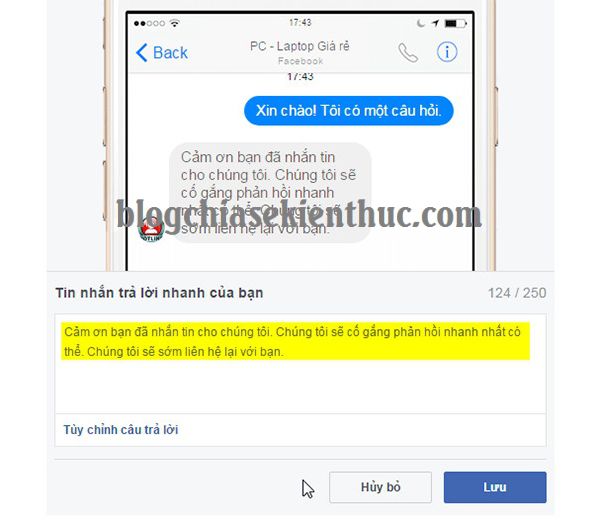 17:43
Back
PC - Laptop Giá rẻ
Facebook
17:43
Xin chào! Tôi có một câu hỏi.
Cảm ơn bạn đã nhắn tin
cho chúng tôi. Chúng tôi sẽ
cố gắng phản hồi nhanh
nhất có thể. Chúng tôi sẽ
sớm liên hệ lại với bạn.
blogchiasekienthuc.com
HOTLINE
Tin nhắn trả lời nhanh của bạn
124 / 250
Cảm ơn bạn đã nhắn tin cho chúng tôi. Chúng tôi sẽ cố gắng phản hồi nhanh nhất có
thể. Chúng tôi sẽ sớm liên hệ lại với bạn.
Tùy chỉnh câu trả lời
Hủy bỏ
Lưu